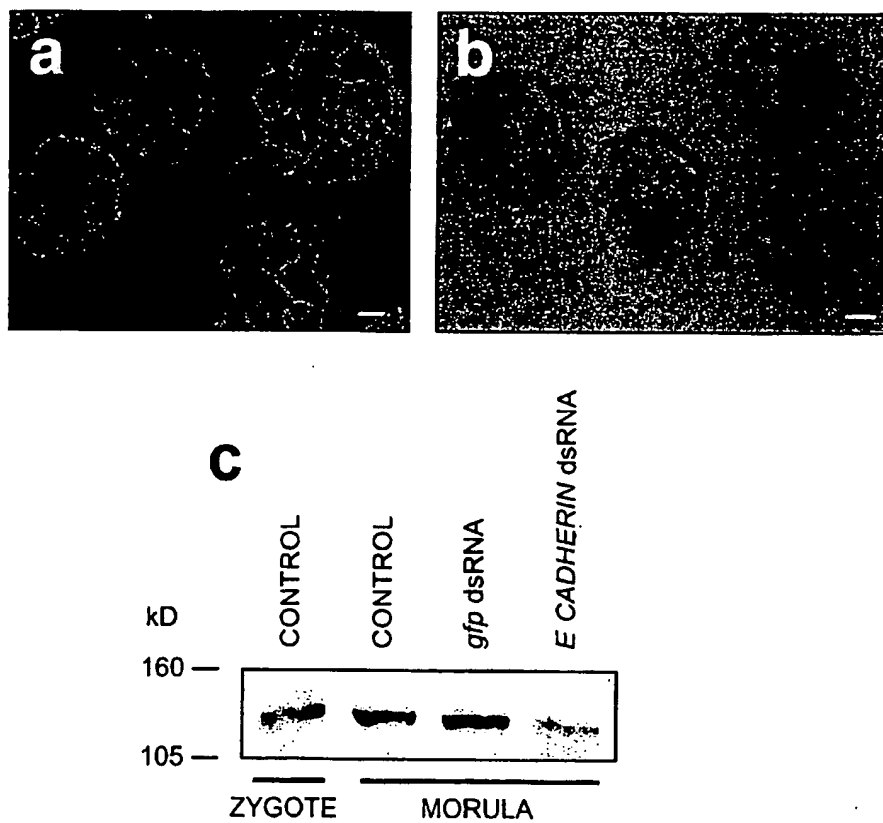 a
b
c
kD
CONTROL
CONTROL
gfp dsRNA
E CADHERIN dsRNA
160
105
ZYGOTE
MORULA